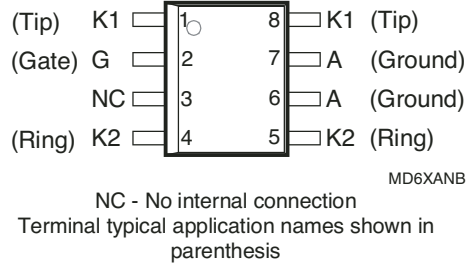 (Tip) K1 1 8 K1 (Tip)
(Gate) G 2 7 A (Ground)
NC 3 6 A (Ground)
(Ring) K2 4 5 K2 (Ring)
MD6XANB
NC - No internal connection
Terminal typical application names shown in
parenthesis